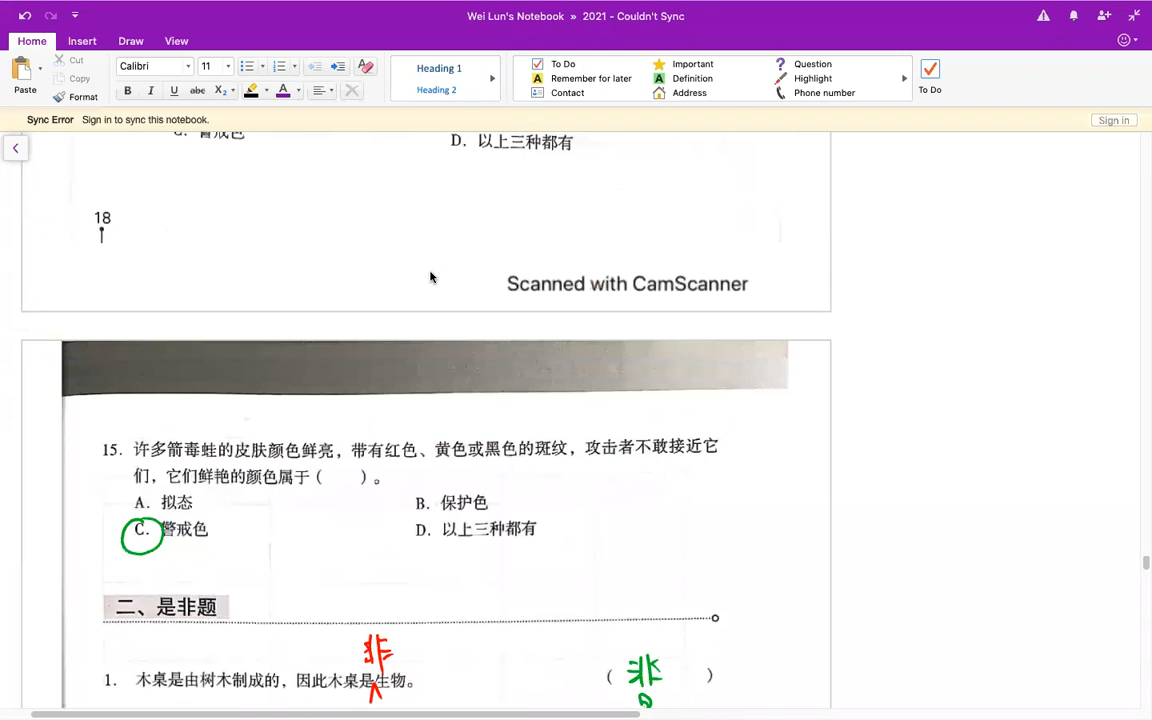 Wei Lun's Notebook » 2021 - Couldn't Sync
Home Insert Draw View
Paste
Cut
Copy
Format
Calibri 11
B I U abc X₂ A
Heading 1
Heading 2
To Do
Remember for later
Contact
Important
Definition
Address
Question
Highlight
Phone number
To Do
Sync Error Sign in to sync this notebook.
Sign in
C. 警戒色
D. 以上三种都有
18
Scanned with CamScanner
15. 许多箭毒蛙的皮肤颜色鲜亮，带有红色、黄色或黑色的斑纹，攻击者不敢接近它
们，它们鲜艳的颜色属于（ ）。
A. 拟态
B. 保护色
C. 警戒色
D. 以上三种都有
二、是非题
非
1. 木桌是由树木制成的，因此木桌是生物。 （ 非 ）